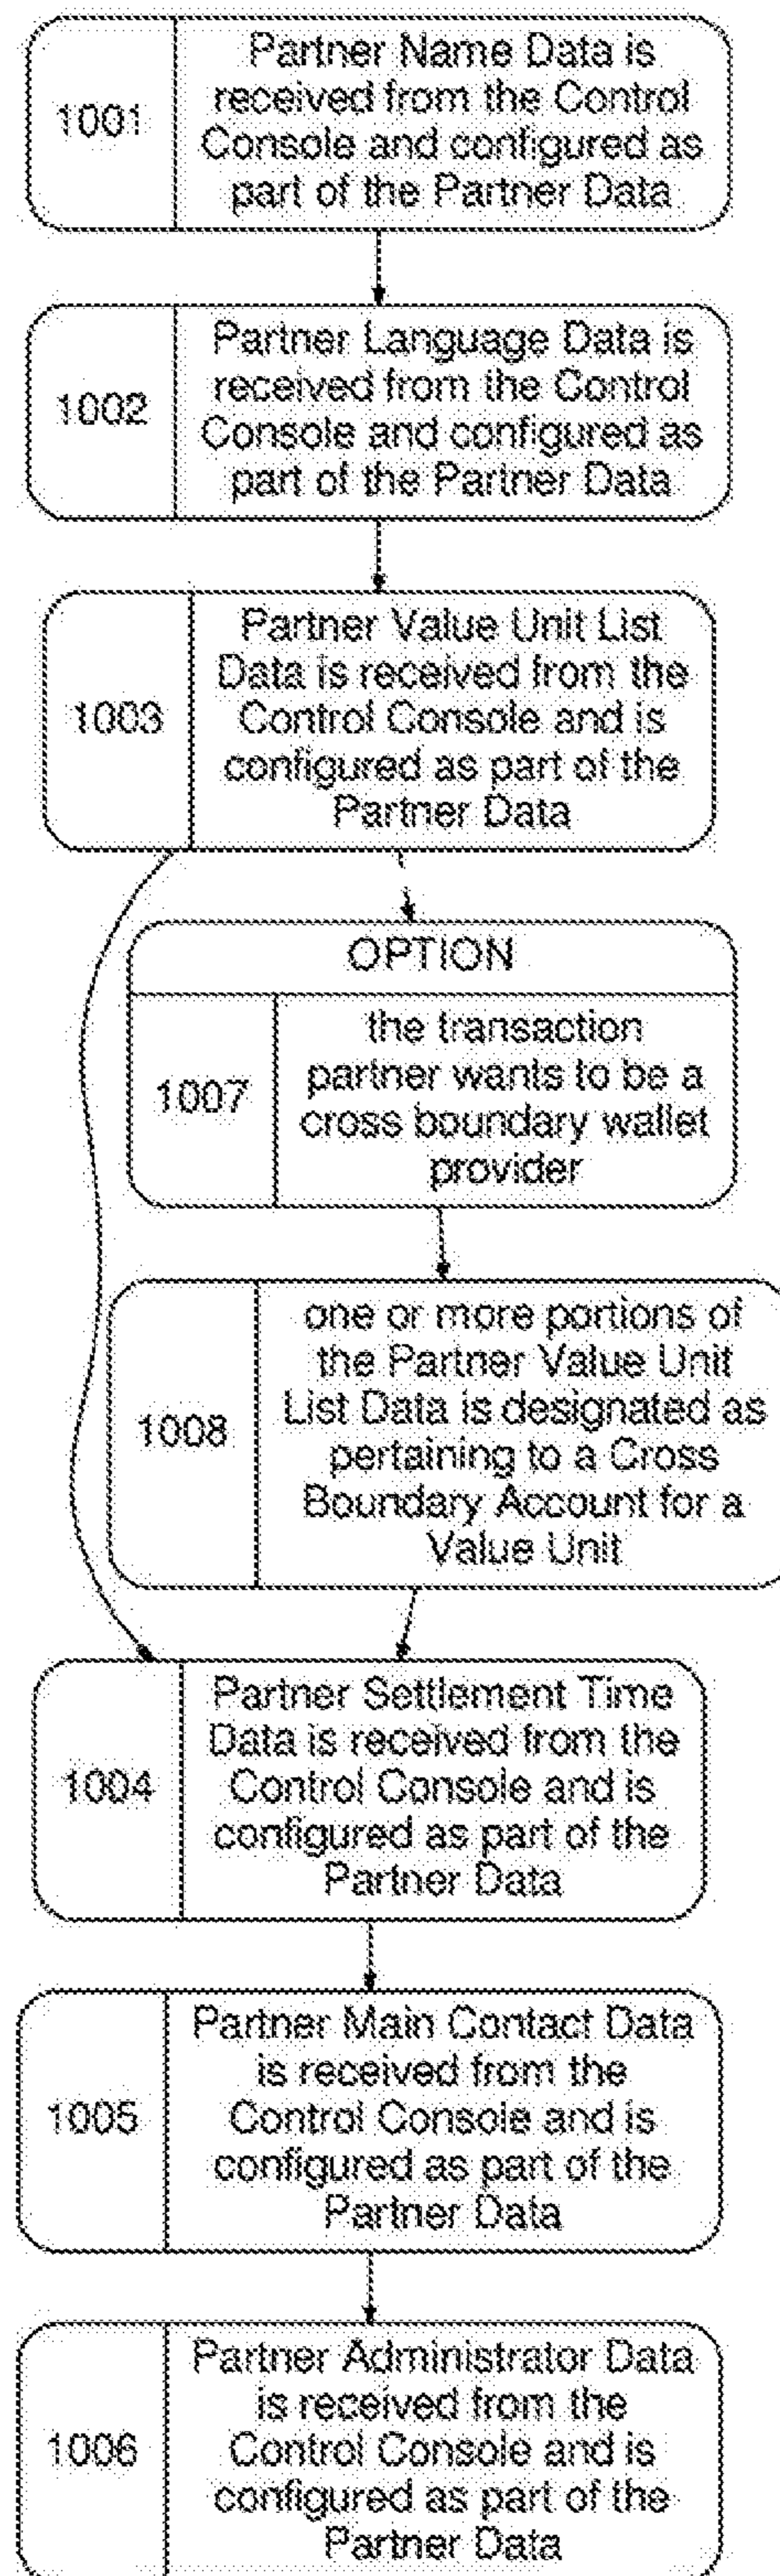 1001
Partner Name Data is
received from the Control
Console and configured as
part of the Partner Data
1002
Partner Language Data is
received from the Control
Console and configured as
part of the Partner Data
1003
Partner Value Unit List
Data is received from the
Control Console and is
configured as part of the
Partner Data
OPTION
1007
the transaction
partner wants to be a
cross boundary wallet
provider
1008
one or more portions of
the Partner Value Unit
List Data is designated as
pertaining to a Cross
Boundary Account for a
Value Unit
1004
Partner Settlement Time
Data is received from the
Control Console and is
configured as part of the
Partner Data
1005
Partner Main Contact Data
is received from the
Control Console and is
configured as part of the
Partner Data
1006
Partner Administrator Data
is received from the
Control Console and is
configured as part of the
Partner Data